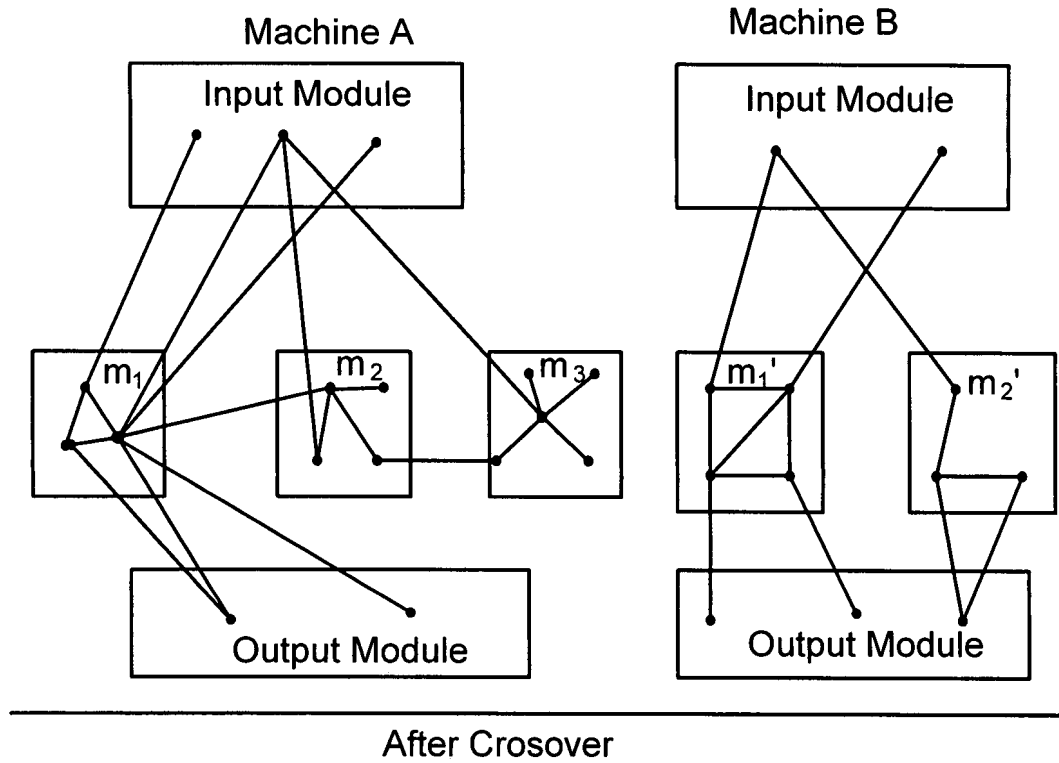 Machine A
Machine B
Input Module
Input Module
m₁
m₂
m₃
m₁'
m₂'
Output Module
Output Module
After Crosover